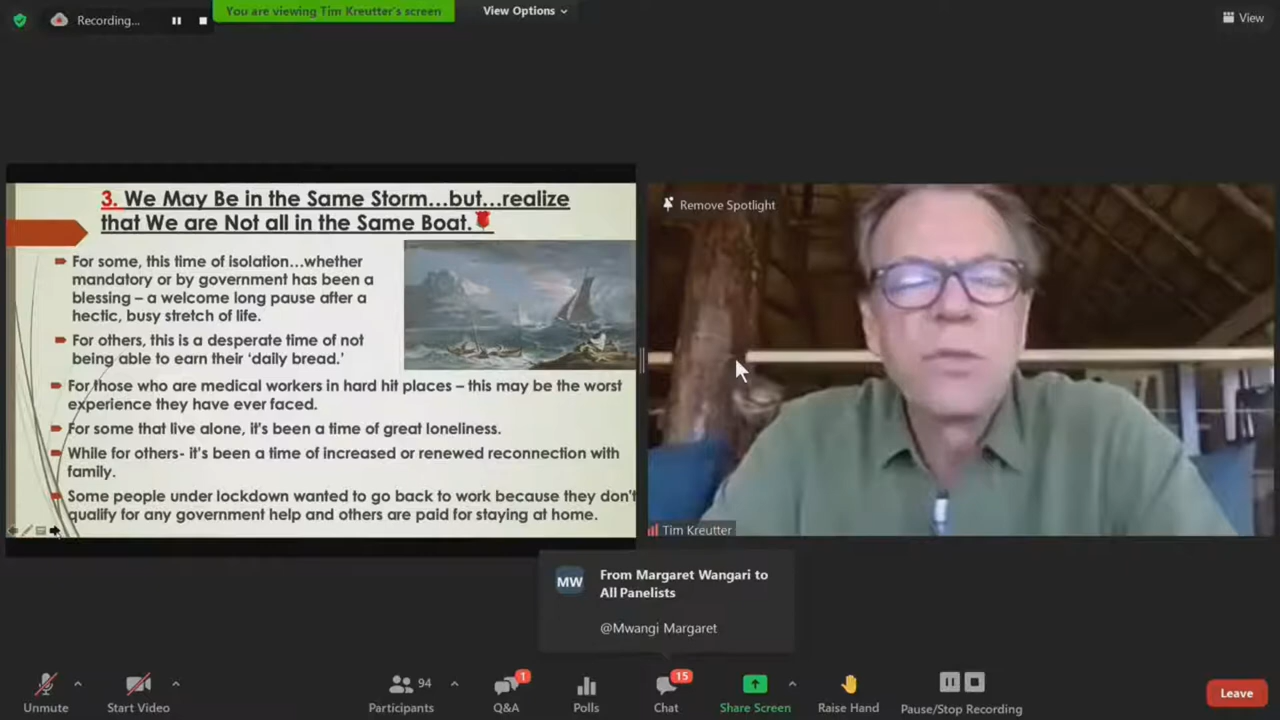 Recording...
You are viewing Tim Kreutter's screen
View Options
View
3. We May Be in the Same Storm...but...realize
that We are Not all in the Same Boat.
For some, this time of isolation...whether
mandatory or by government has been a
blessing – a welcome long pause after a
hectic, busy stretch of life.
For others, this is a desperate time of not
being able to earn their 'daily bread.'
For those who are medical workers in hard hit places – this may be the worst
experience they have ever faced.
For some that live alone, it's been a time of great loneliness.
While for others- it's been a time of increased or renewed reconnection with
family.
Some people under lockdown wanted to go back to work because they don't
qualify for any government help and others are paid for staying at home.
Remove Spotlight
Tim Kreutter
MW
From Margaret Wangari to
All Panelists
@Mwangi Margaret
Unmute
Start Video
94
Participants
1
Q&A
Polls
15
Chat
Share Screen
Raise Hand
Pause/Stop Recording
Leave